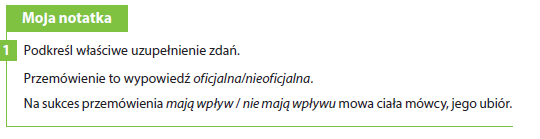 Moja notatka
1 Podkreśl właściwe uzupełnienie zdań.
Przemówienie to wypowiedź oficjalna/nieoficjalna.
Na sukces przemówienia mają wpływ / nie mają wpływu mowa ciała mówcy, jego ubiór.